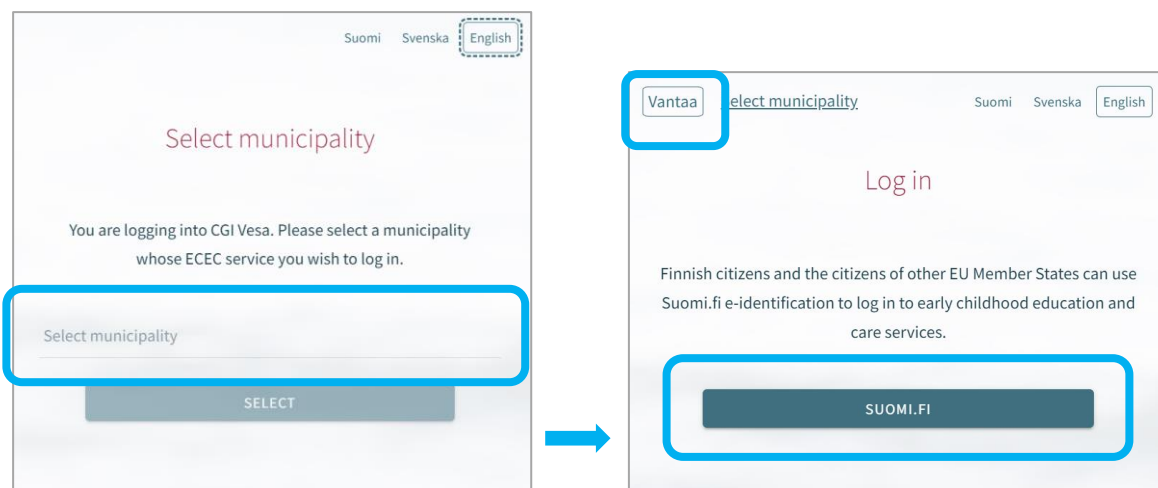 Suomi Svenska English
Select municipality
You are logging into CGI Vesa. Please select a municipality
whose ECEC service you wish to log in.
Select municipality
SELECT
Vantaa Select municipality Suomi Svenska English
Log in
Finnish citizens and the citizens of other EU Member States can use
Suomi.fi e-identification to log in to early childhood education and
care services.
SUOMI.FI